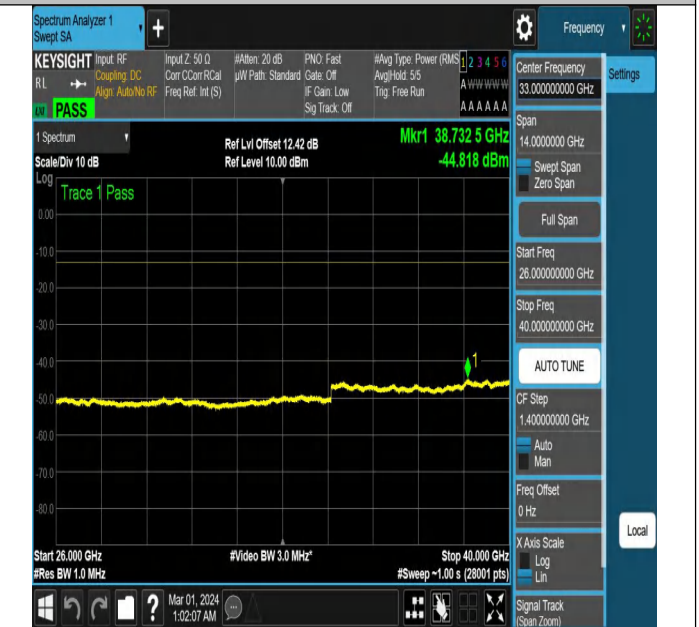 Spectrum Analyzer 1
Swept SA
+
Frequency
KEYSIGHT
RL
PASS
Input: RF
Coupling: DC
Align: Auto/No RF
Input Z: 50 Ω
Corr CCorr RCal
Freq Ref: Int (S)
#Atten: 20 dB
µW Path: Standard
PNO: Fast
Gate: Off
IF Gain: Low
Sig Track: Off
#Avg Type: Power (RMS
Avg|Hold: 5/5
Trig: Free Run
1 2 3 4 5 6
A W W W W W
A A A A A A
1 Spectrum
Scale/Div 10 dB
Ref Lvl Offset 12.42 dB
Ref Level 10.00 dBm
Mkr1 38.732 5 GHz
-44.818 dBm
Log
Trace 1 Pass
0.00
-10.0
-20.0
-30.0
-40.0
-50.0
-60.0
-70.0
-80.0
1
Start 26.000 GHz
#Res BW 1.0 MHz
#Video BW 3.0 MHz*
Stop 40.000 GHz
#Sweep ~1.00 s (28001 pts)
Center Frequency
33.000000000 GHz
Settings
Span
14.0000000 GHz
Swept Span
Zero Span
Full Span
Start Freq
26.000000000 GHz
Stop Freq
40.000000000 GHz
AUTO TUNE
CF Step
1.400000000 GHz
Auto
Man
Freq Offset
0 Hz
X Axis Scale
Log
Lin
Local
Signal Track
(Span Zoom)
?
Mar 01, 2024
1:02:07 AM